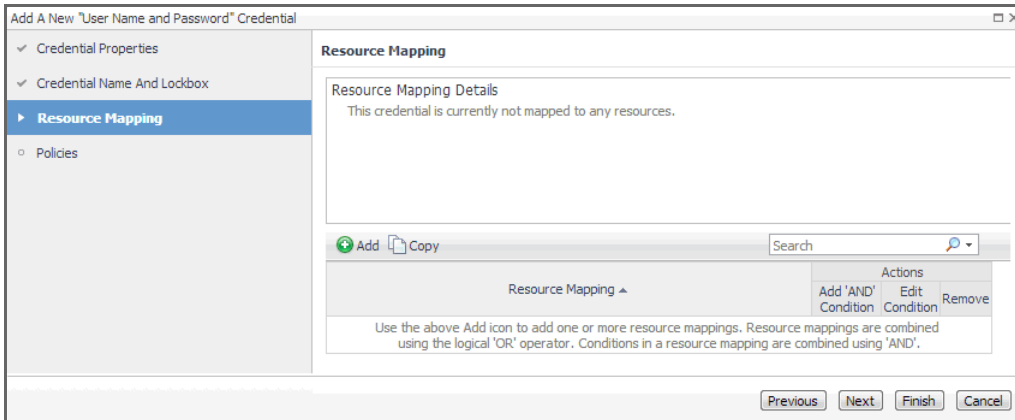 Add A New "User Name and Password" Credential
Credential Properties
Credential Name And Lockbox
Resource Mapping
Policies
Resource Mapping
Resource Mapping Details
This credential is currently not mapped to any resources.
Add Copy Search
Resource Mapping
Actions
Add 'AND' Condition
Edit Condition
Remove
Use the above Add icon to add one or more resource mappings. Resource mappings are combined
using the logical 'OR' operator. Conditions in a resource mapping are combined using 'AND'.
Previous Next Finish Cancel